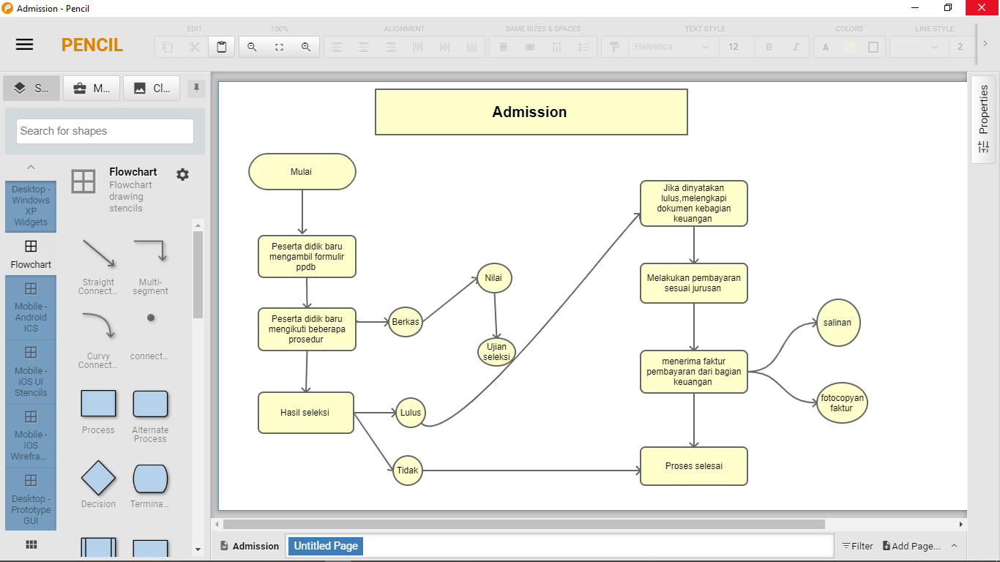 Admission - Pencil
PENCIL
EDIT
100%
ALIGNMENT
SAME SIZES & SPACES
TEXT STYLE
COLORS
LINE STYLE
Helvetica
12
B
I
A
2
S...
M...
Cl...
Search for shapes
Desktop -
Windows
XP
Widgets
Flowchart
Mobile -
Android
ICS
Mobile -
iOS UI
Stencils
Mobile -
iOS
Wirefra...
Desktop -
Prototype
GUI
Flowchart
Flowchart
drawing
stencils
Straight
Connect...
Multi-
segment
Curvy
Connect...
connect...
Process
Alternate
Process
Decision
Termina...
Admission
Mulai
Peserta didik baru
mengambil formulir
ppdb
Peserta didik baru
mengikuti beberapa
prosedur
Berkas
Nilai
Ujian
seleksi
Hasil seleksi
Lulus
Tidak
Jika dinyatakan
lulus,melengkapi
dokumen kebagian
keuangan
Melakukan pembayaran
sesuai jurusan
menerima faktur
pembayaran dari bagian
keuangan
salinan
fotocopyan
faktur
Proses selesai
Properties
Admission
Untitled Page
Filter
Add Page...